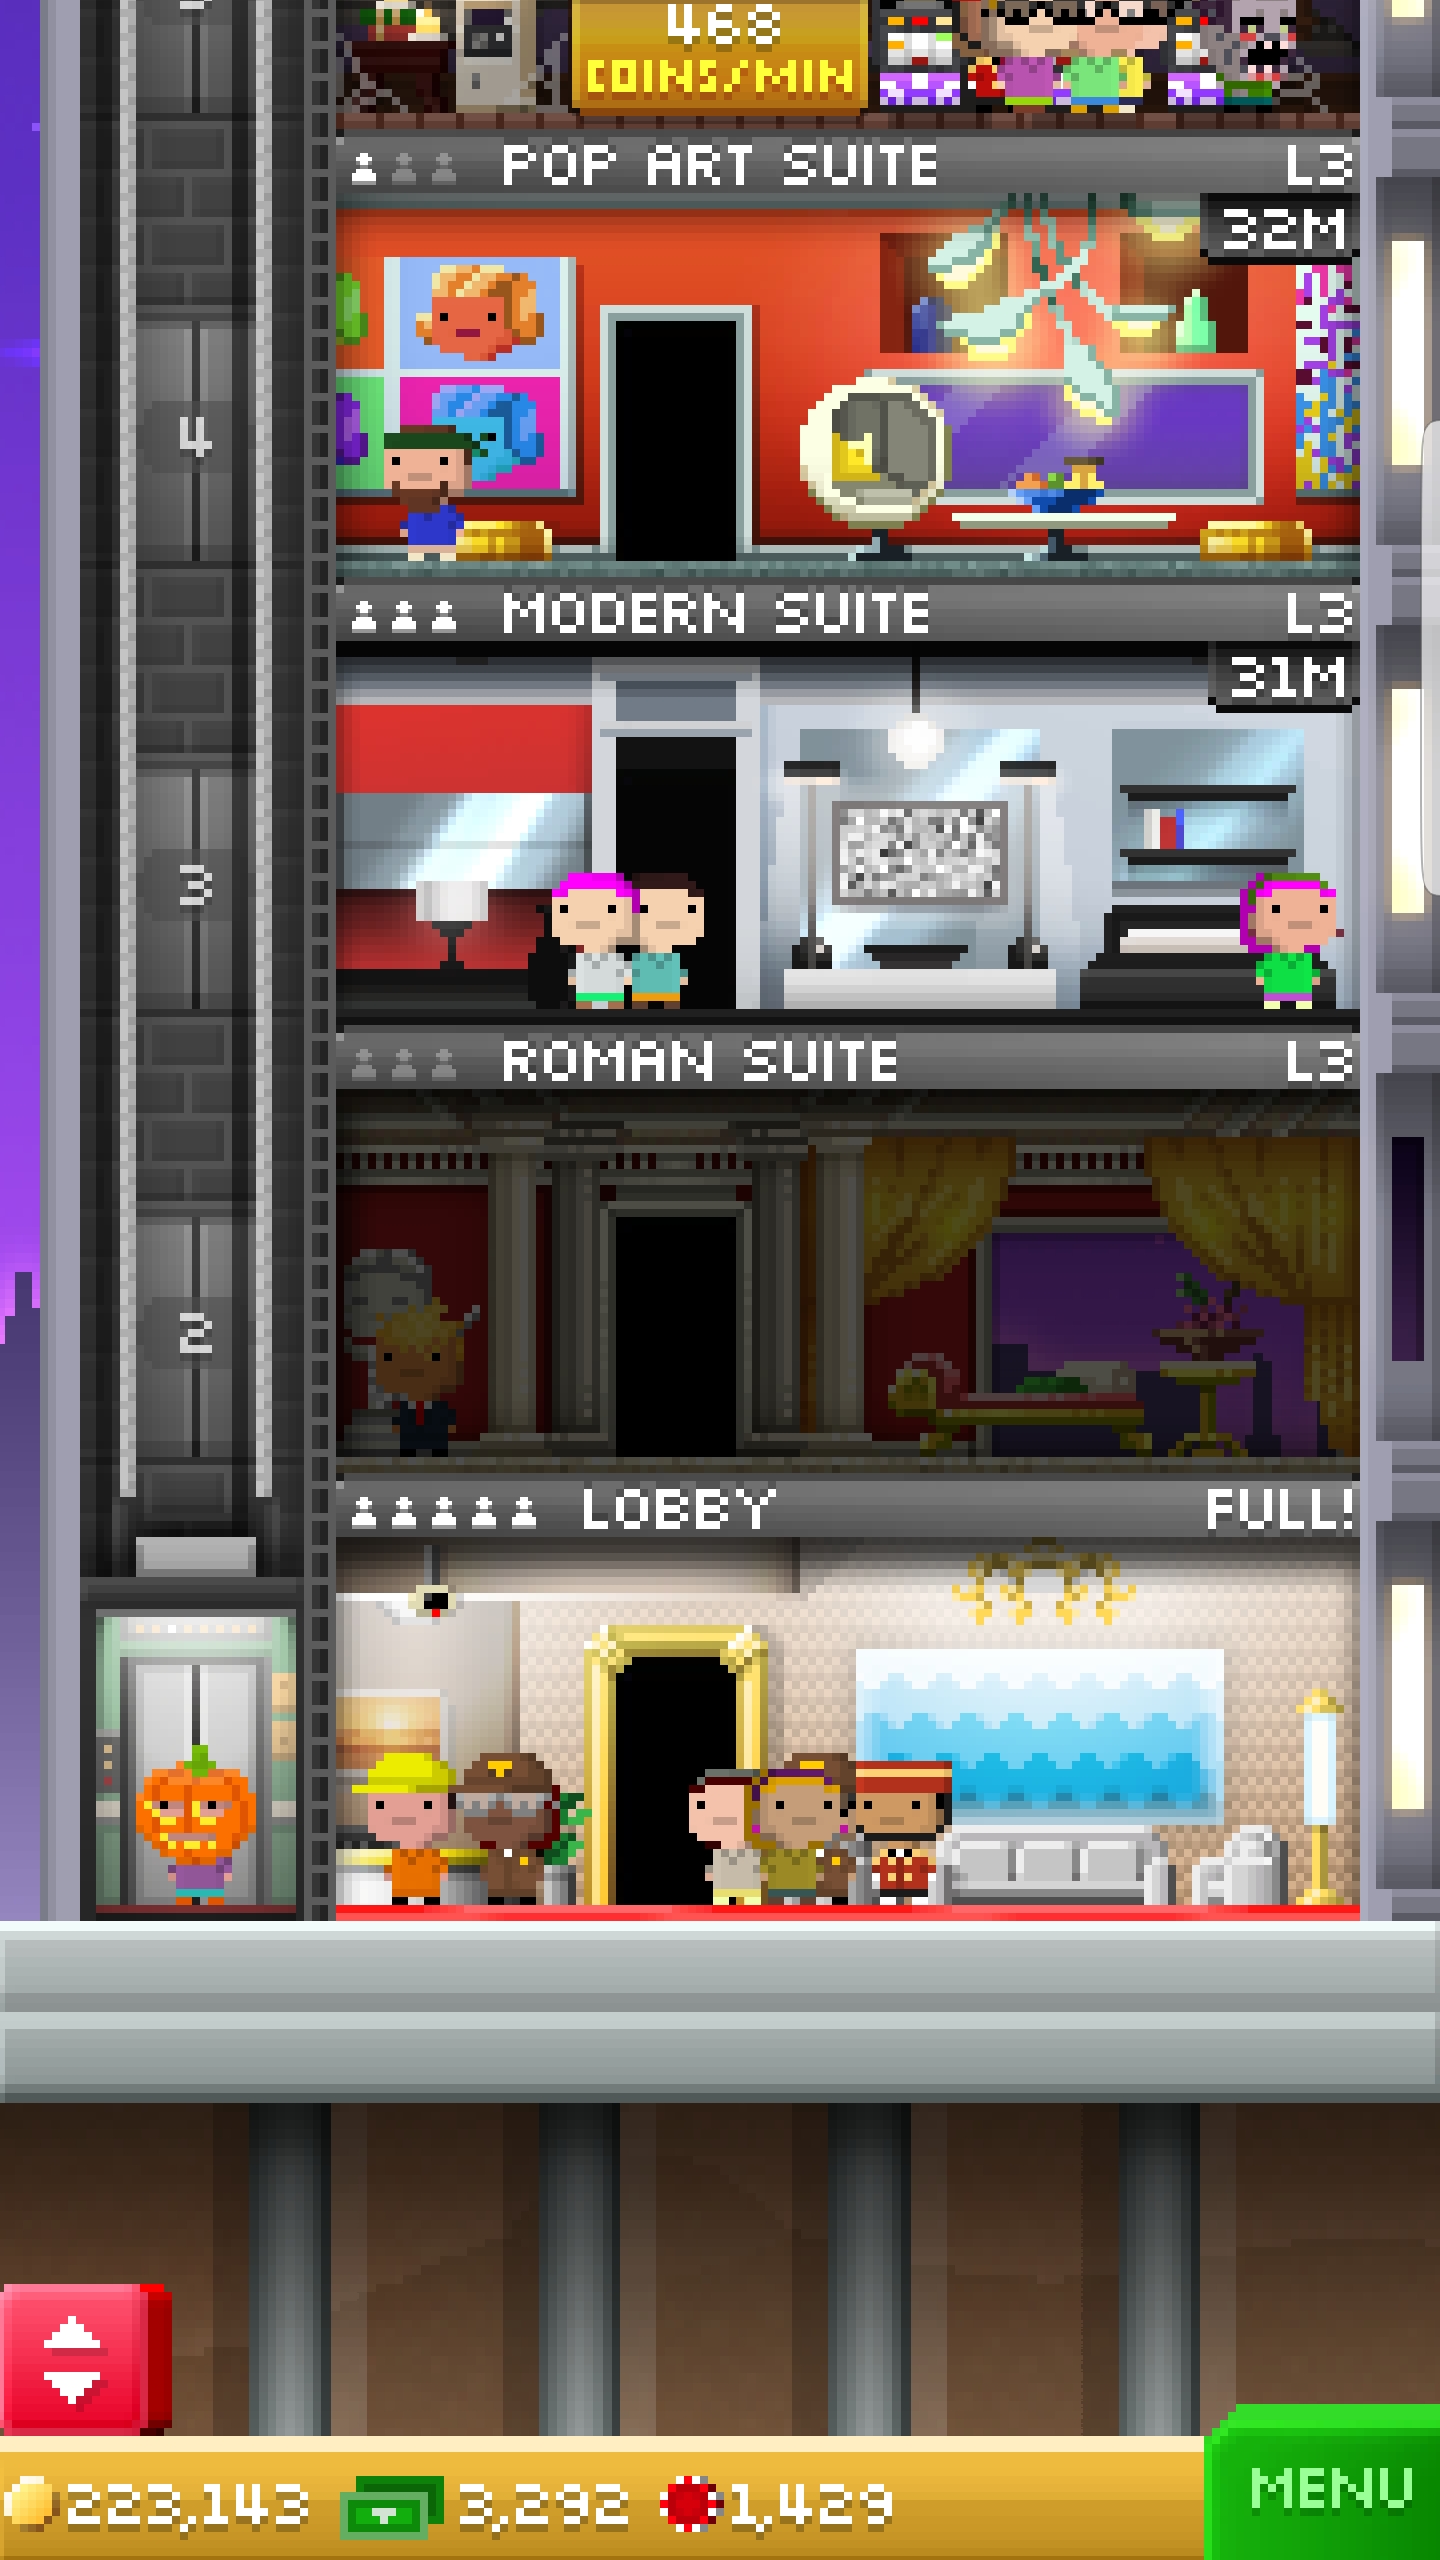 468
COINS/MIN
POP ART SUITE L3
32M
4
MODERN SUITE L3
31M
3
ROMAN SUITE L3
2
LOBBY FULL!
223,143 3,292 1,429
MENU